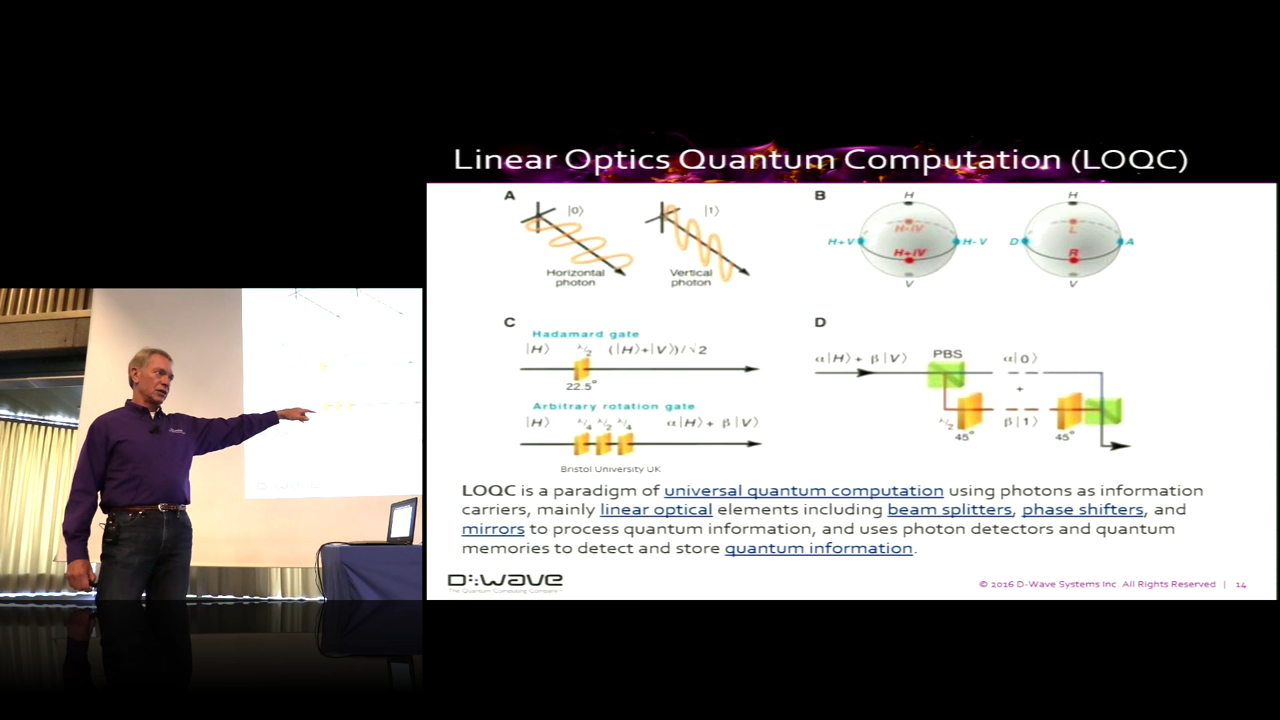 Linear Optics Quantum Computation (LOQC)
A
|0⟩
|1⟩
Horizontal
photon
Vertical
photon
B
H
H-iV
H+V
H-V
H+iV
V
H
L
D
A
R
V
C
Hadamard gate
|H⟩ λ/2 (|H⟩+|V⟩)/√2
22.5°
Arbitrary rotation gate
|H⟩ λ/4 λ/2 λ/4 α|H⟩ + β|V⟩
Bristol University UK
D
α|H⟩ + β|V⟩
PBS
α|0⟩
+
λ/2
β|1⟩
45°
45°
LOQC is a paradigm of universal quantum computation using photons as information
carriers, mainly linear optical elements including beam splitters, phase shifters, and
mirrors to process quantum information, and uses photon detectors and quantum
memories to detect and store quantum information.
D:wave
The Quantum Computing Company
© 2016 D-Wave Systems Inc. All Rights Reserved | 14